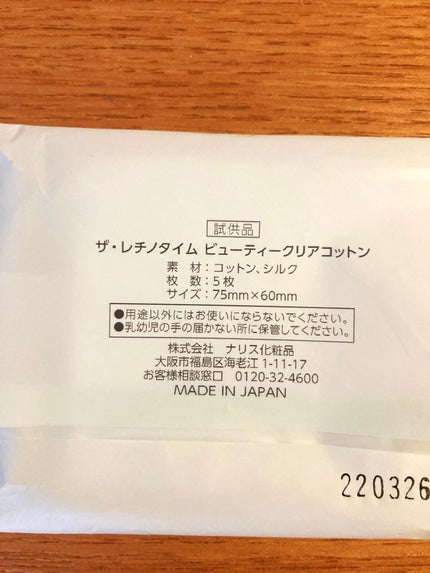 試供品
ザ・レチノタイム ビューティークリアコットン
素　材：コットン、シルク
枚　数：5枚
サイズ：75mm×60mm
●用途以外にはお使いにならないでください。
●乳幼児の手の届かない所に保管してください。
株式会社　ナリス化粧品
大阪市福島区海老江1-11-17
お客様相談窓口　0120-32-4600
MADE IN JAPAN
220326